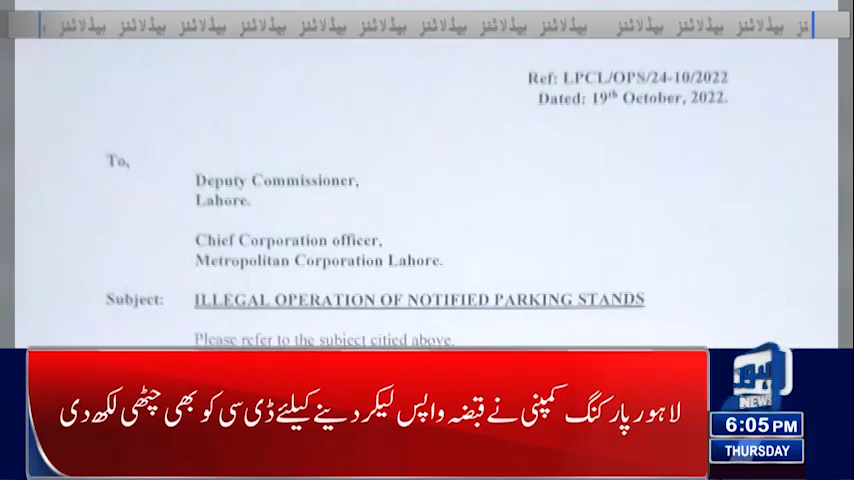 ہیڈلائنز ہیڈلائنز ہیڈلائنز ہیڈلائنز ہیڈلائنز ہیڈلائنز ہیڈلائنز ہیڈلائنز ہیڈلائنز ہیڈلائنز ہیڈلائنز ہیڈلائنز
Ref: LPCL/OPS/24-10/2022
Dated: 19th October, 2022.
To,
Deputy Commissioner,
Lahore.
Chief Corporation officer,
Metropolitan Corporation Lahore.
Subject: ILLEGAL OPERATION OF NOTIFIED PARKING STANDS
Please refer to the subject citied above.
لاہور پارکنگ کمپنی نے قبضہ واپس لیکر دینے کیلئے ڈی سی کو بھی چٹھی لکھ دی
لاہور
NEWS
6:05 PM
THURSDAY